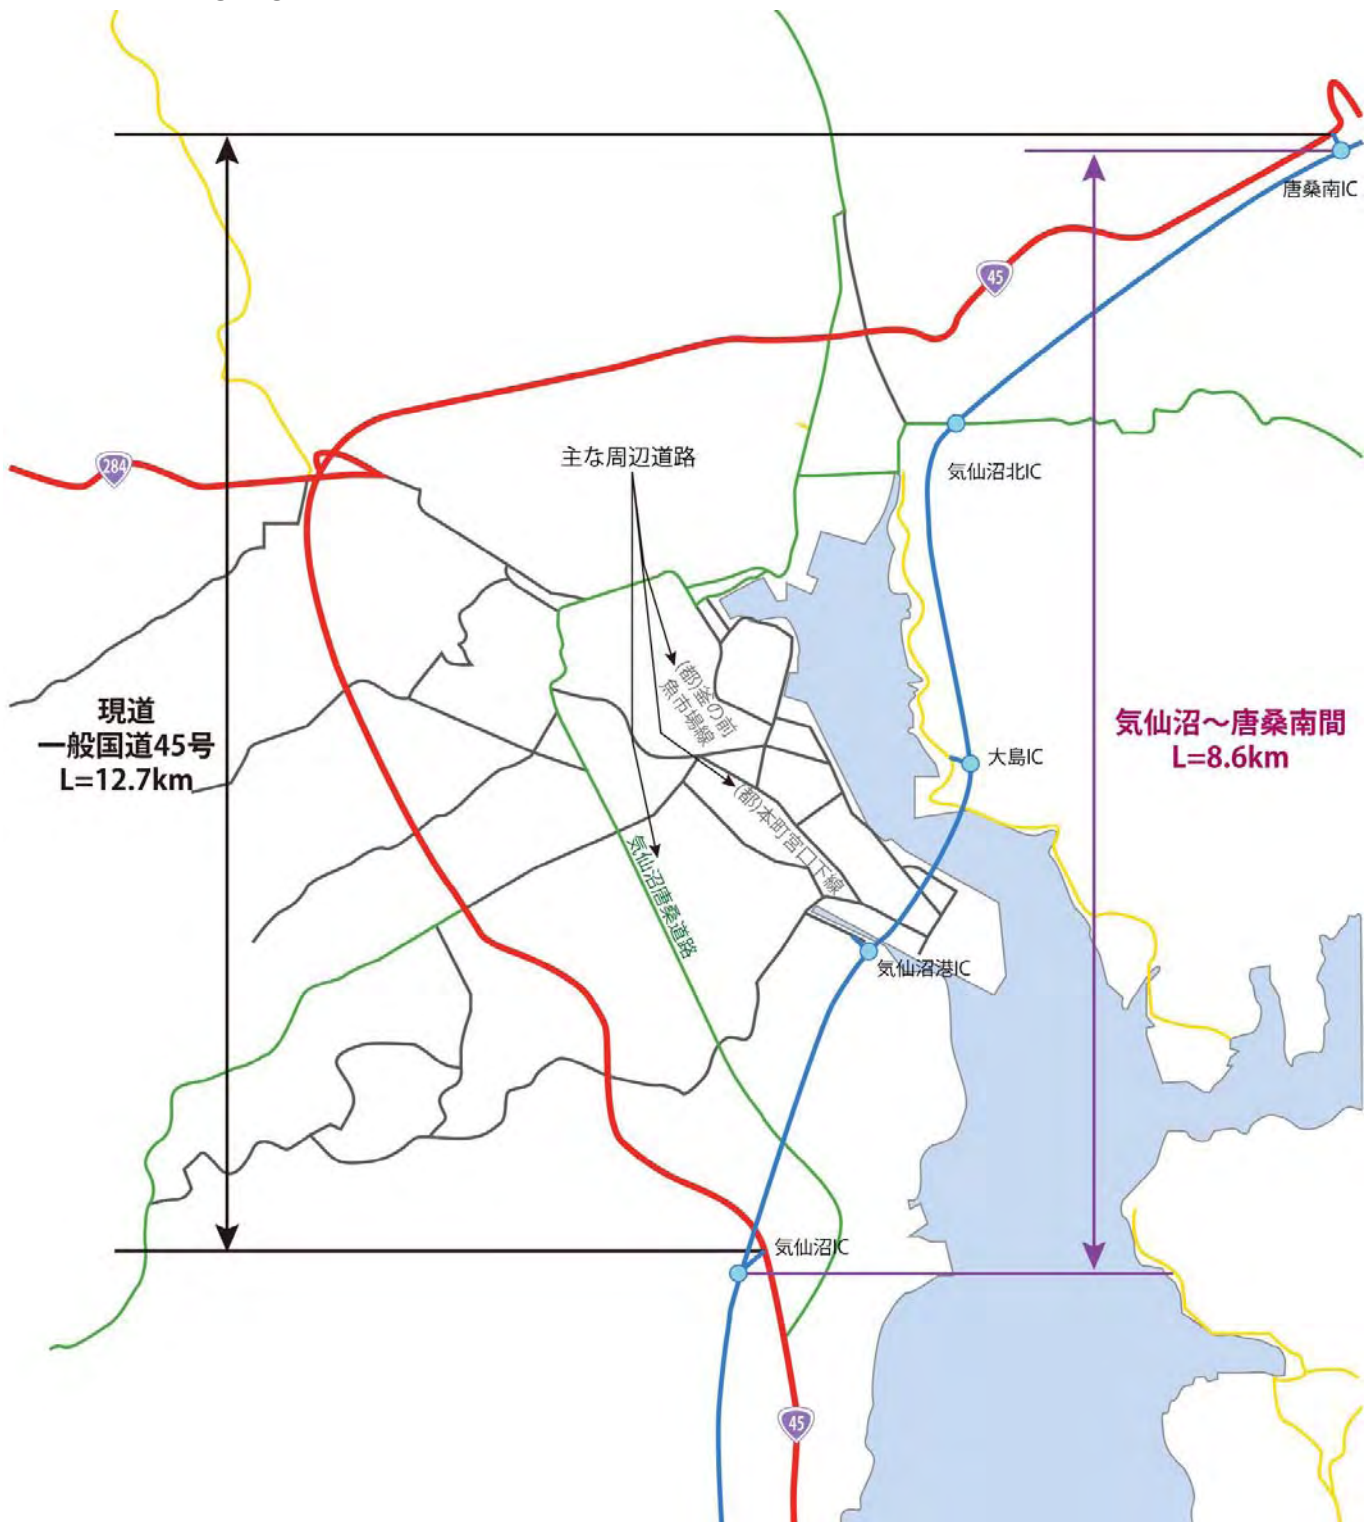 唐桑南IC
45
気仙沼北IC
284
主な周辺道路
(都)釜の前
魚市場線
現道
一般国道45号
L=12.7km
気仙沼～唐桑南間
L=8.6km
大島IC
(都)本町宮口下線
気仙沼唐桑道路
気仙沼港IC
気仙沼IC
45